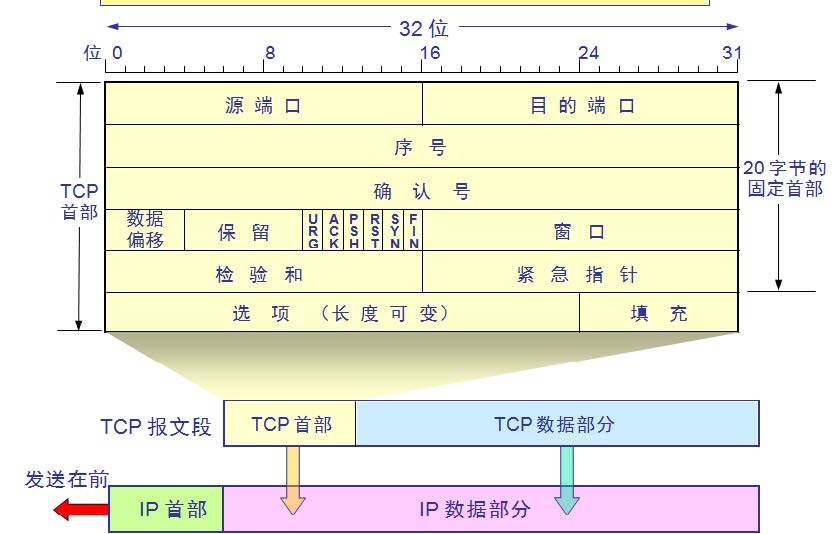 32 位
位 0 8 16 24 31
源 端 口
目 的 端 口
序 号
确 认 号
TCP
首部
20 字节的
固定首部
数据
偏移
保 留
URG
ACK
PSH
RST
SYN
FIN
窗 口
检 验 和
紧 急 指 针
选 项 （长 度 可 变）
填 充
TCP 报文段
TCP 首部
TCP 数据部分
发送在前
IP 首部
IP 数据部分